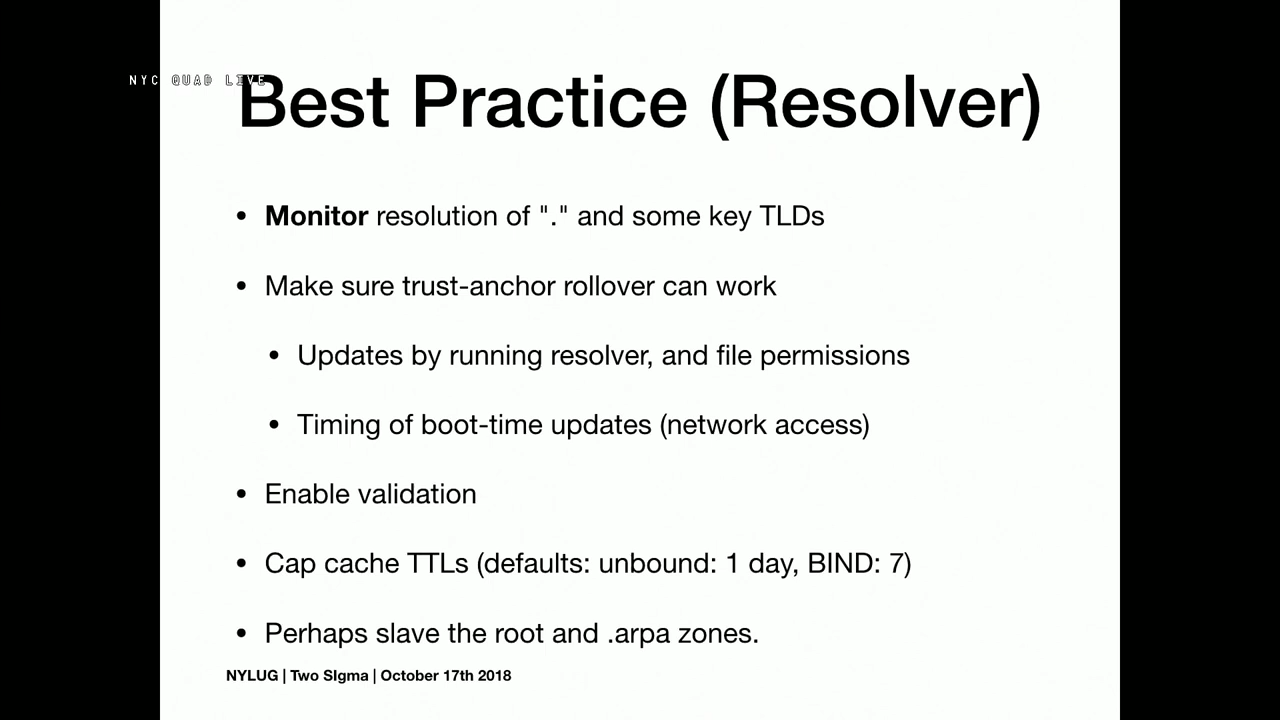 NYC QUAD LIVE
Best Practice (Resolver)
• Monitor resolution of "." and some key TLDs
• Make sure trust-anchor rollover can work
• Updates by running resolver, and file permissions
• Timing of boot-time updates (network access)
• Enable validation
• Cap cache TTLs (defaults: unbound: 1 day, BIND: 7)
• Perhaps slave the root and .arpa zones.
NYLUG | Two SIgma | October 17th 2018